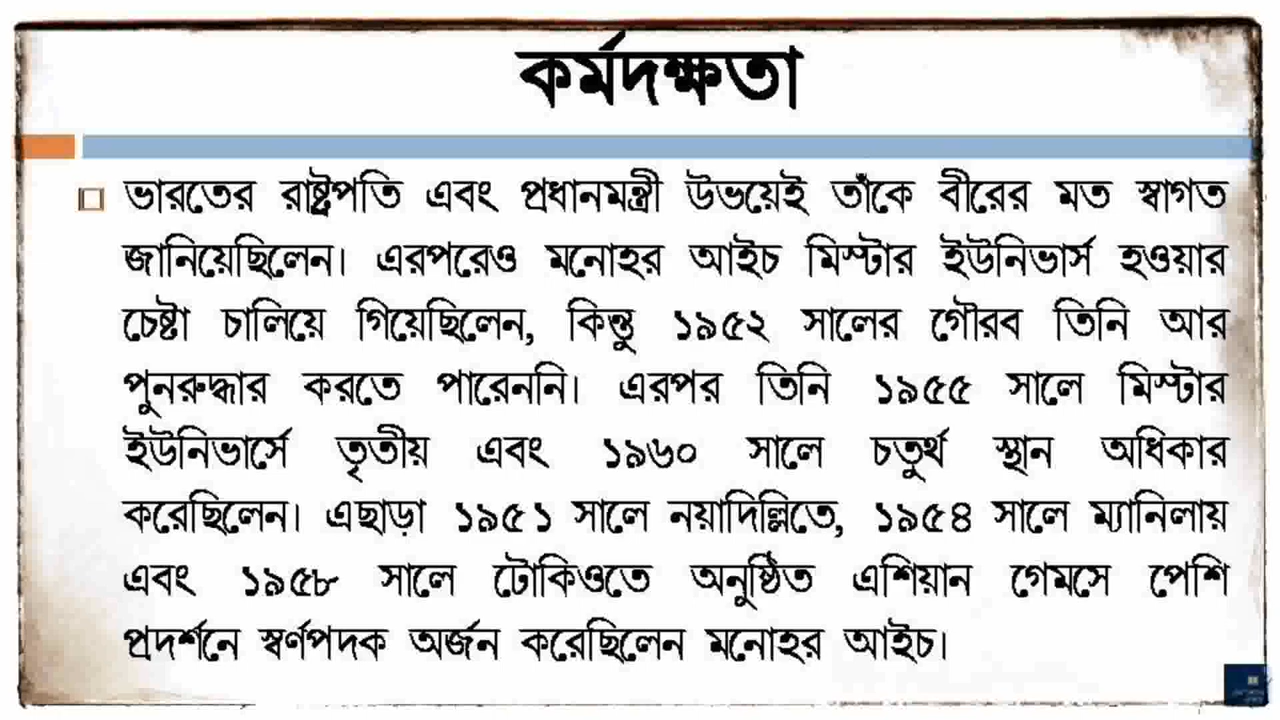 কর্মদক্ষতা
ভারতের রাষ্ট্রপতি এবং প্রধানমন্ত্রী উভয়েই তাঁকে বীরের মত স্বাগত
জানিয়েছিলেন। এরপরেও মনোহর আইচ মিস্টার ইউনিভার্স হওয়ার
চেষ্টা চালিয়ে গিয়েছিলেন, কিন্তু ১৯৫২ সালের গৌরব তিনি আর
পুনরুদ্ধার করতে পারেননি। এরপর তিনি ১৯৫৫ সালে মিস্টার
ইউনিভার্সে তৃতীয় এবং ১৯৬০ সালে চতুর্থ স্থান অধিকার
করেছিলেন। এছাড়া ১৯৫১ সালে নয়াদিল্লিতে, ১৯৫৪ সালে ম্যানিলায়
এবং ১৯৫৮ সালে টোকিওতে অনুষ্ঠিত এশিয়ান গেমসে পেশি
প্রদর্শনে স্বর্ণপদক অর্জন করেছিলেন মনোহর আইচ।